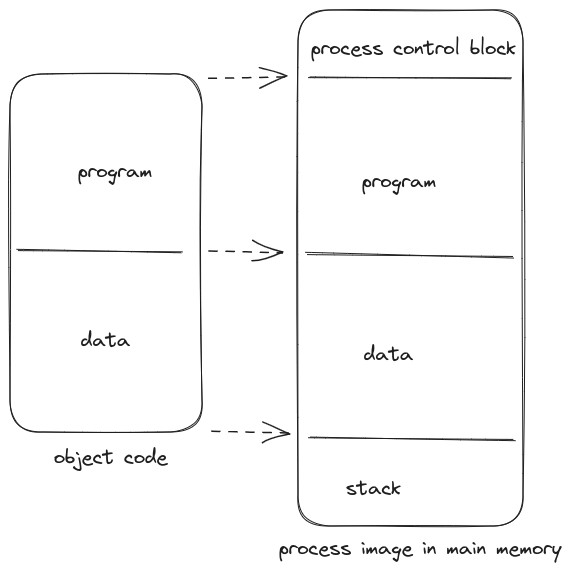 program
data
object code
process control block
program
data
stack
process image in main memory